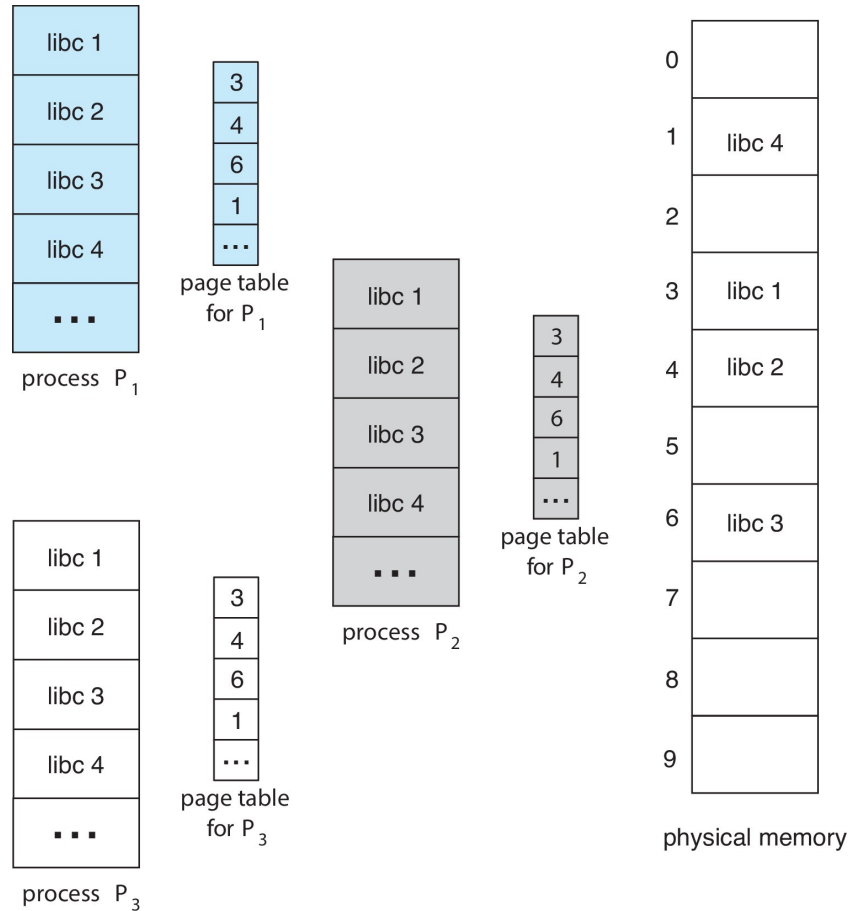 libc 1
libc 2
libc 3
libc 4
...
process P1
3
4
6
1
...
page table
for P1
libc 1
libc 2
libc 3
libc 4
...
process P2
3
4
6
1
...
page table
for P2
libc 1
libc 2
libc 3
libc 4
...
process P3
3
4
6
1
...
page table
for P3
0
1 libc 4
2
3 libc 1
4 libc 2
5
6 libc 3
7
8
9
physical memory